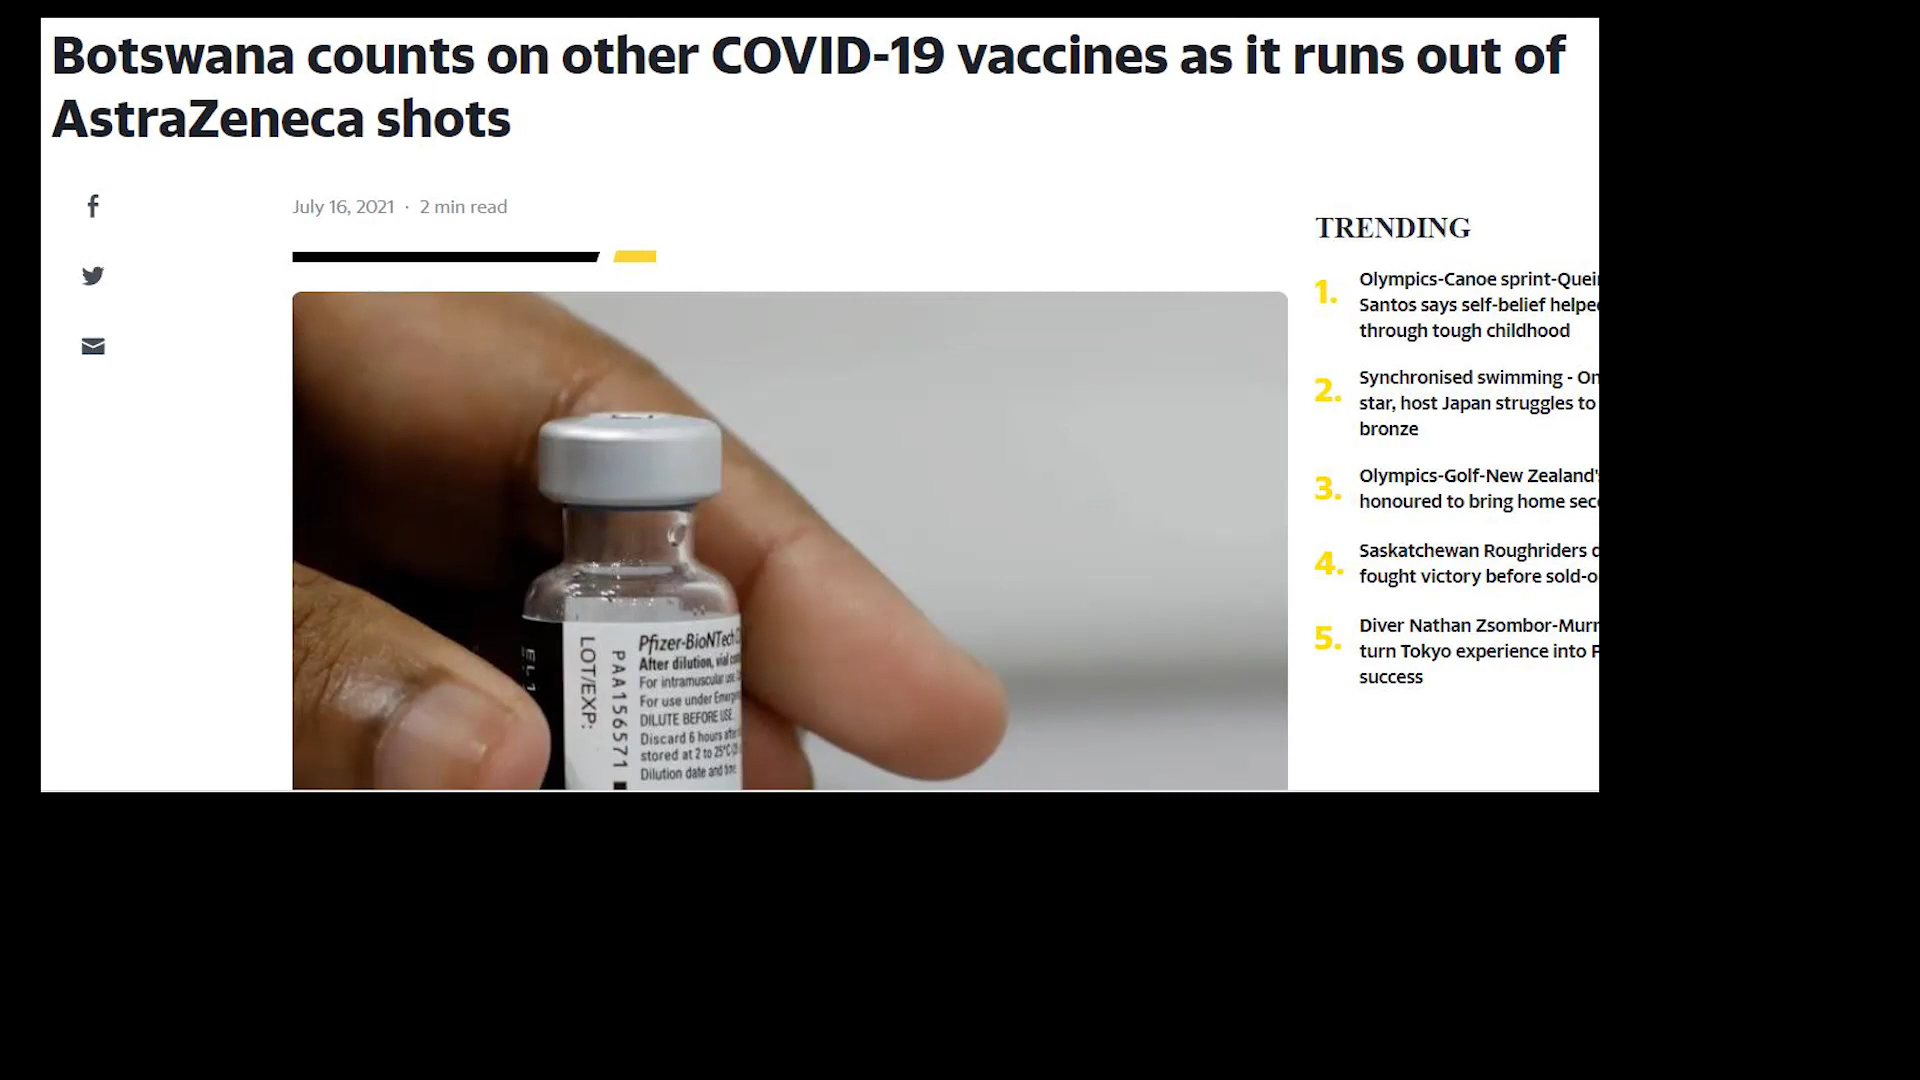 Botswana counts on other COVID-19 vaccines as it runs out of
AstraZeneca shots
July 16, 2021 · 2 min read
TRENDING
1. Olympics-Canoe sprint-Quei
Santos says self-belief helpe
through tough childhood
2. Synchronised swimming - On
star, host Japan struggles to
bronze
3. Olympics-Golf-New Zealand's
honoured to bring home sec
4. Saskatchewan Roughriders
fought victory before sold-o
5. Diver Nathan Zsombor-Murr
turn Tokyo experience into
success
Pfizer-BioNTech
After dilution, vial
For intramuscular use
For use under
DILUTE BEFORE USE
Discard 6 hours after
stored at 2 to 25°C
Dilution date and time
LOT/EXP:
PAA156571